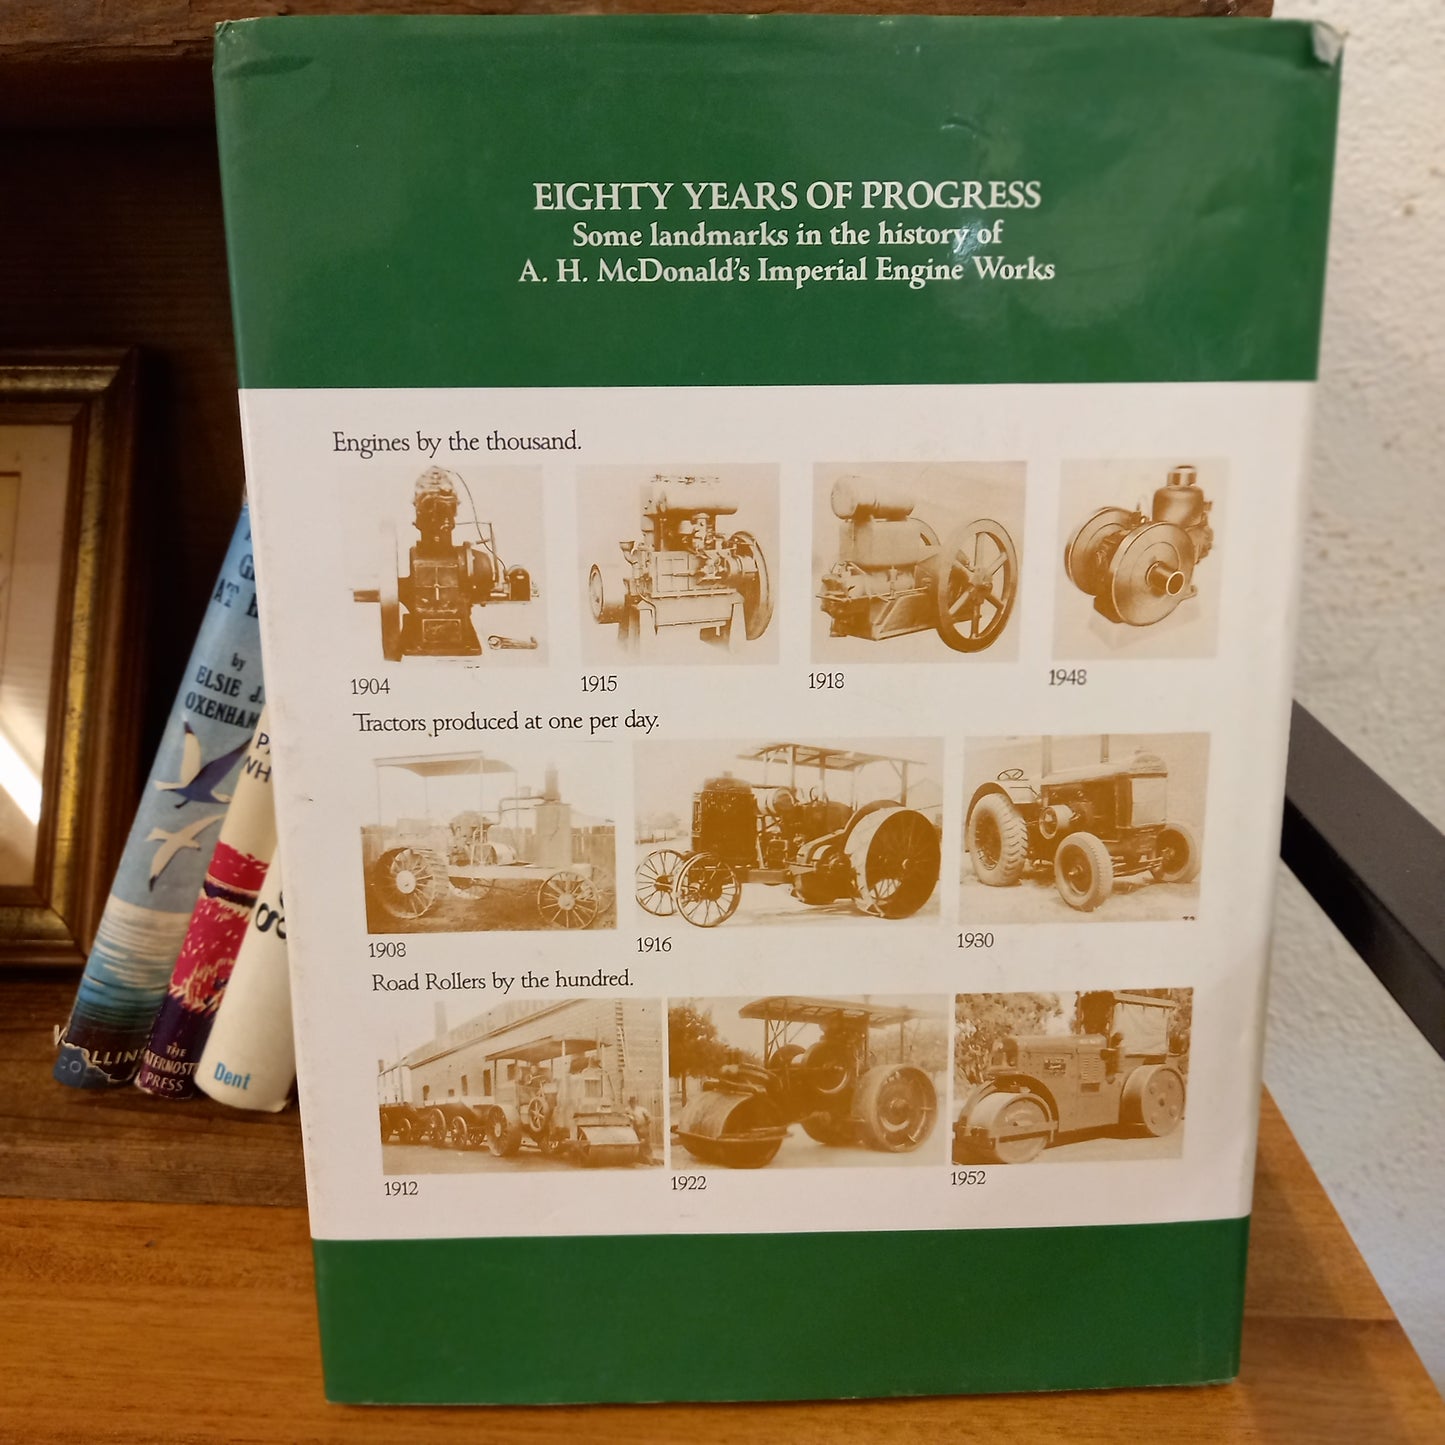 EIGHTY YEARS OF PROGRESS
Some landmarks in the history of
A. H. McDonald's Imperial Engine Works
Engines by the thousand.
1904
1915
1918
1948
Tractors produced at one per day.
1908
1916
1930
Road Rollers by the hundred.
1912
1922
1952
AT
by
ELSIE J.
OXENHAM
COLLINS
THE
PRESS
Dent